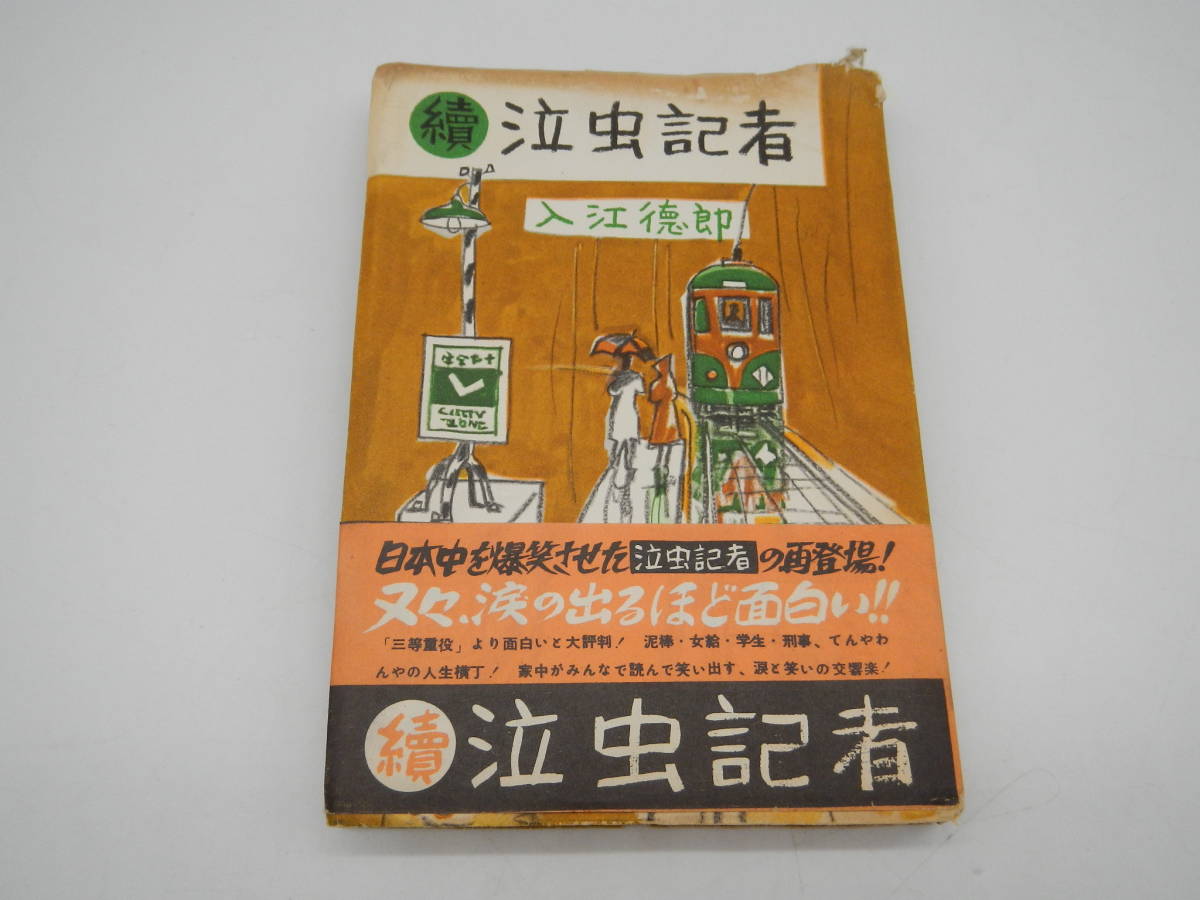 續 泣虫記者
入江德郎
日本中を爆笑させた泣虫記者の再登場!
又々、涙の出るほど面白い!!
「三等重役」より面白いと大評判! 泥棒・女給・学生・刑事、てんやわ
んやの人生横丁! 家中がみんなで読んで笑い出す、涙と笑いの交響楽!
續 泣虫記者